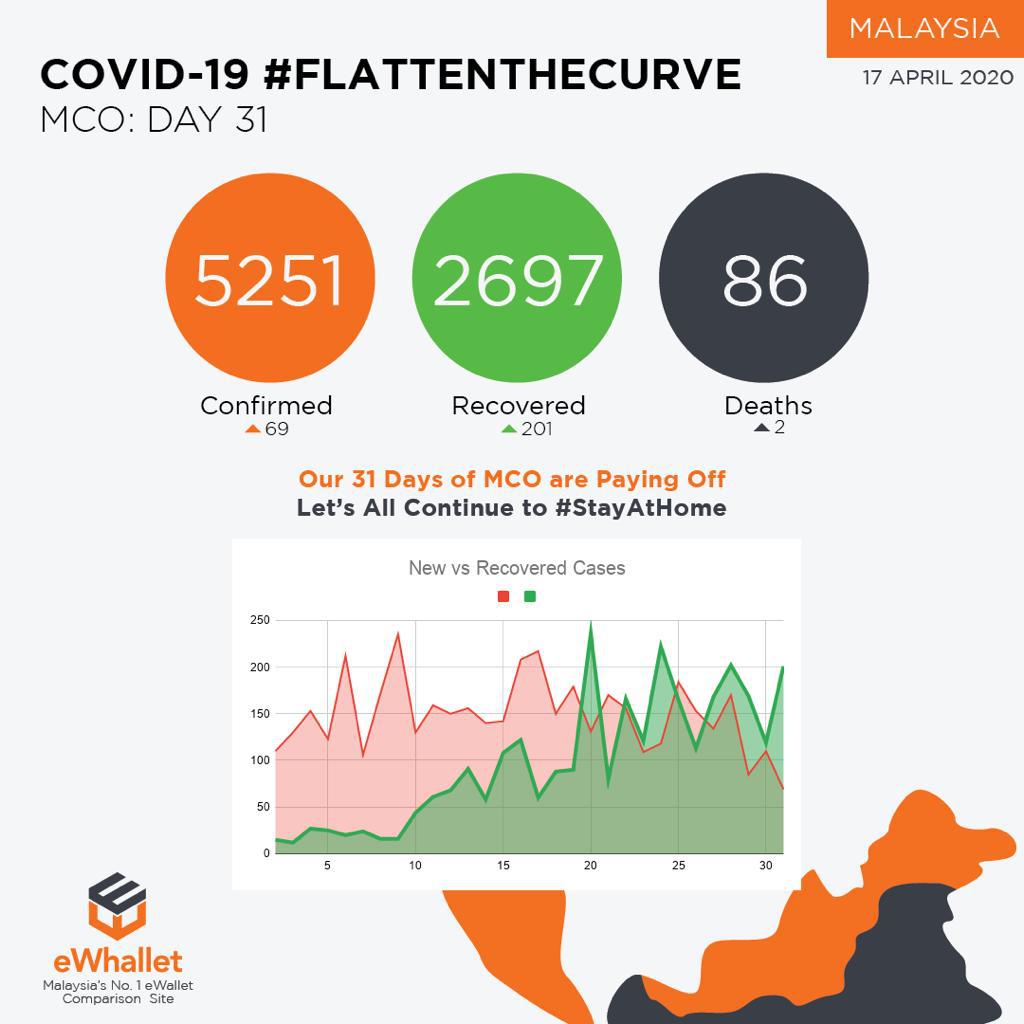 MALAYSIA
17 APRIL 2020
COVID-19 #FLATTENTHECURVE
MCO: DAY 31
5251
2697
86
Confirmed
Recovered
Deaths
69
201
2
Our 31 Days of MCO are Paying Off
Let's All Continue to #StayAtHome
New vs Recovered Cases
250
200
150
100
50
0
5
10
15
20
25
30
eWhallet
Malaysia's No. 1 eWallet
Comparison Site